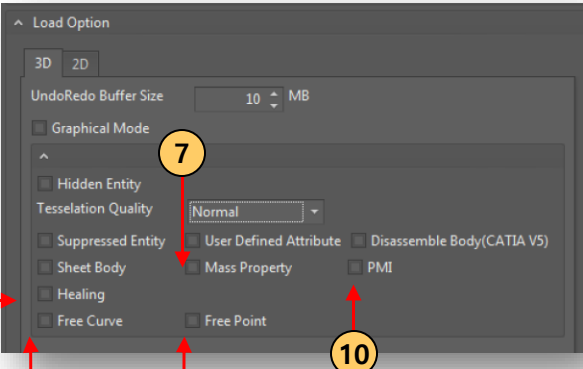 Load Option
3D 2D
UndoRedo Buffer Size 10 MB
Graphical Mode
7
Hidden Entity
Tesselation Quality Normal
Suppressed Entity User Defined Attribute Disassemble Body(CATIA V5)
Sheet Body Mass Property PMI
Healing
Free Curve Free Point
10